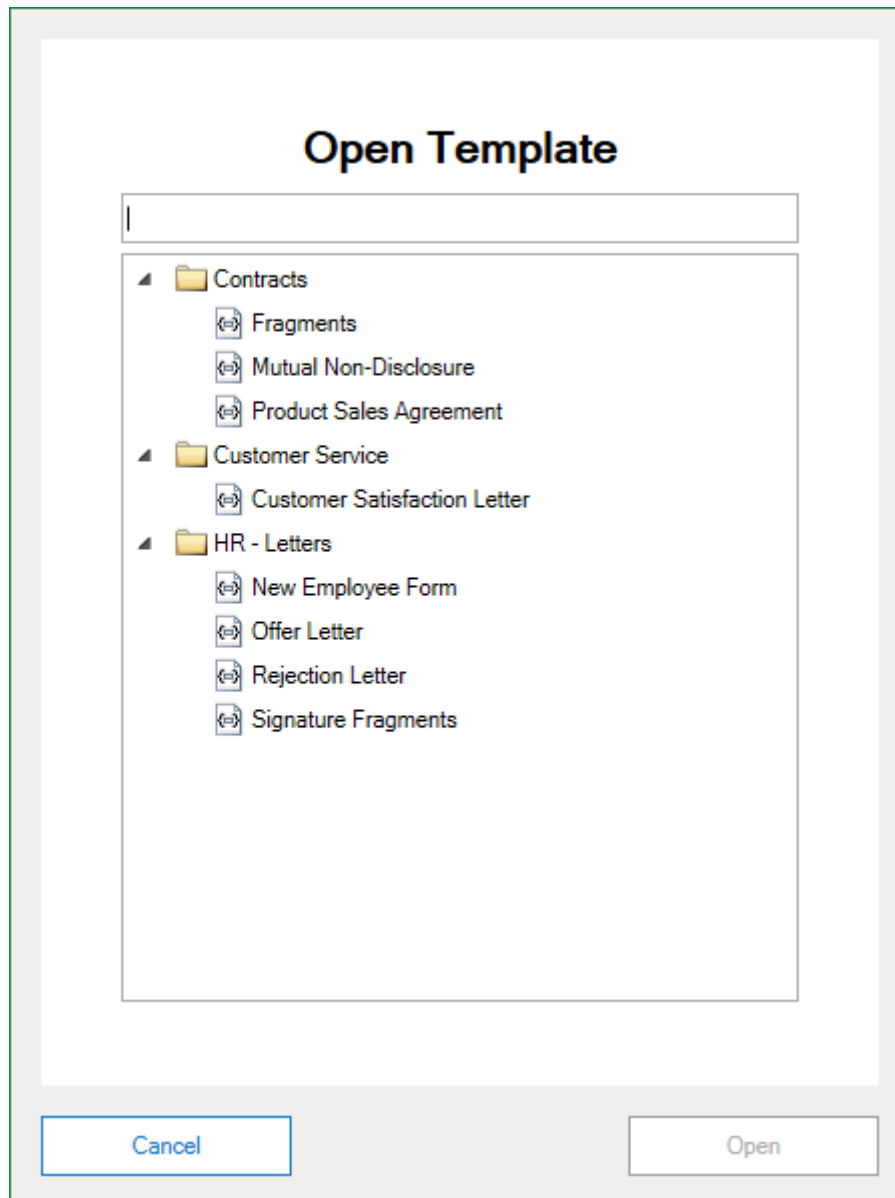 Open Template
Contracts
Fragments
Mutual Non-Disclosure
Product Sales Agreement
Customer Service
Customer Satisfaction Letter
HR - Letters
New Employee Form
Offer Letter
Rejection Letter
Signature Fragments
Cancel
Open